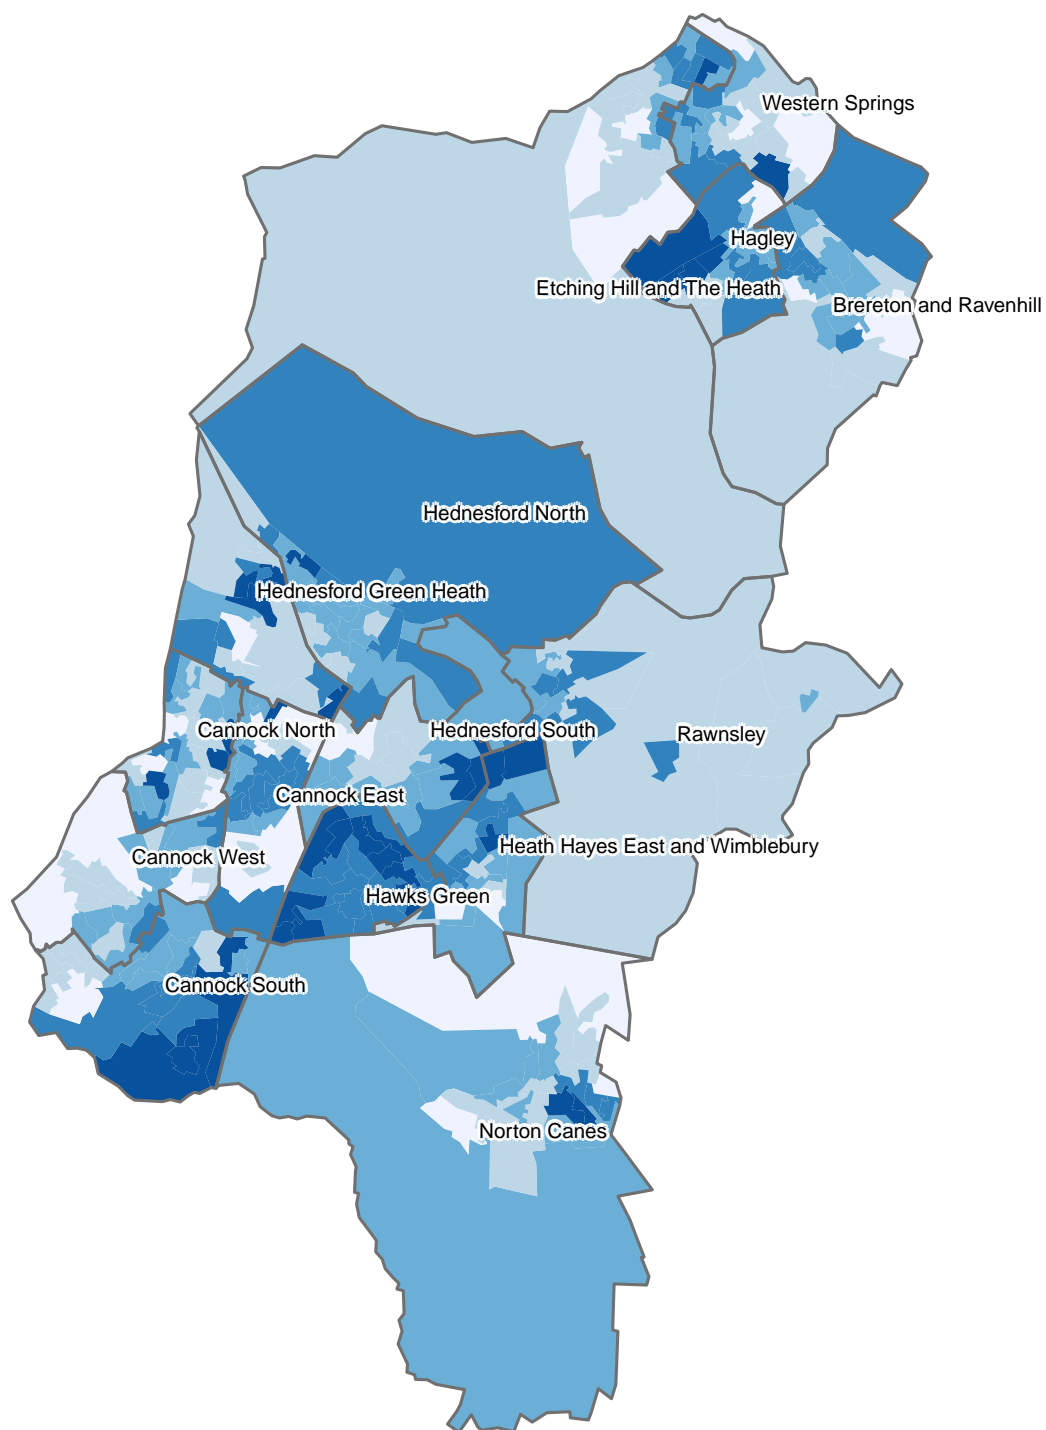 Western Springs
Hagley
Etching Hill and The Heath
Brereton and Ravenhill
Hednesford North
Hednesford Green Heath
Cannock North
Hednesford South
Rawnsley
Cannock East
Heath Hayes East and Wimblebury
Cannock West
Hawks Green
Cannock South
Norton Canes